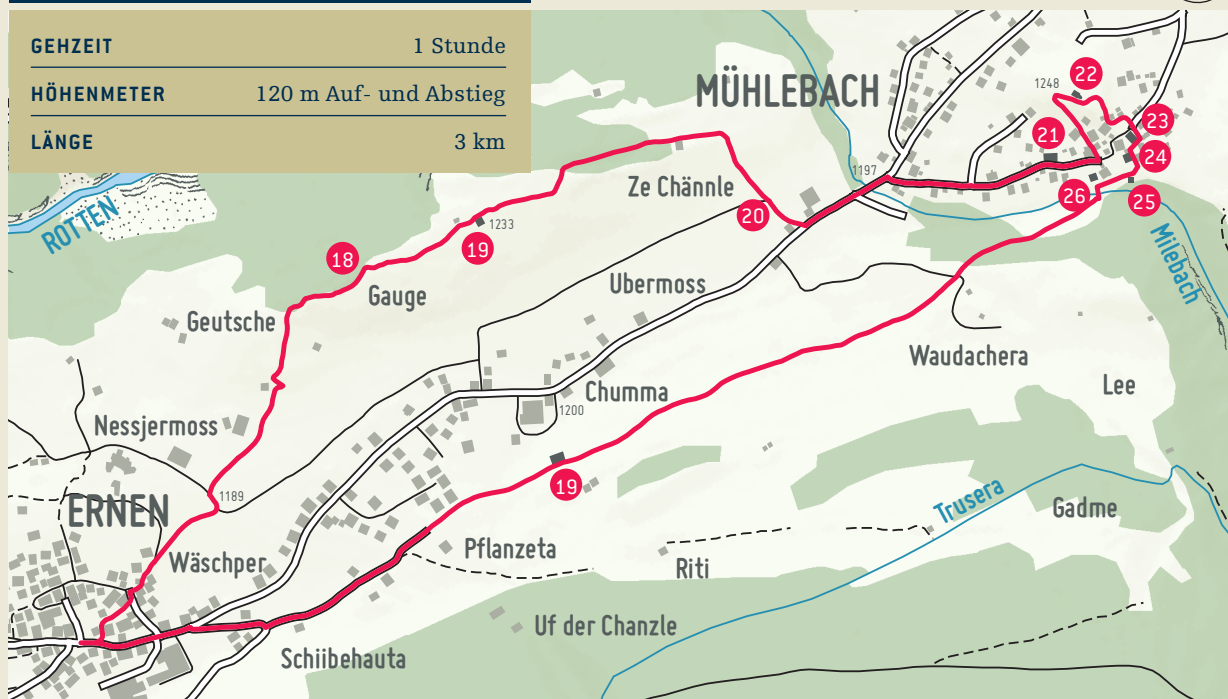 GEHZEIT 1 Stunde
HÖHENMETER 120 m Auf- und Abstieg
LÄNGE 3 km
MÜHLEBACH
1248
22
23
21
24
1197
26
25
Ze Chännle
20
ROTTEN
1233
19
18
Milebach
Gauge
Ubermoss
Geutsche
Waudachera
Lee
Chumma
1200
Nessjermoss
19
1189
ERNEN
Trusera
Gadme
Wäschper
Pflanzeta
Riti
Uf der Chanzle
Schiibehauta